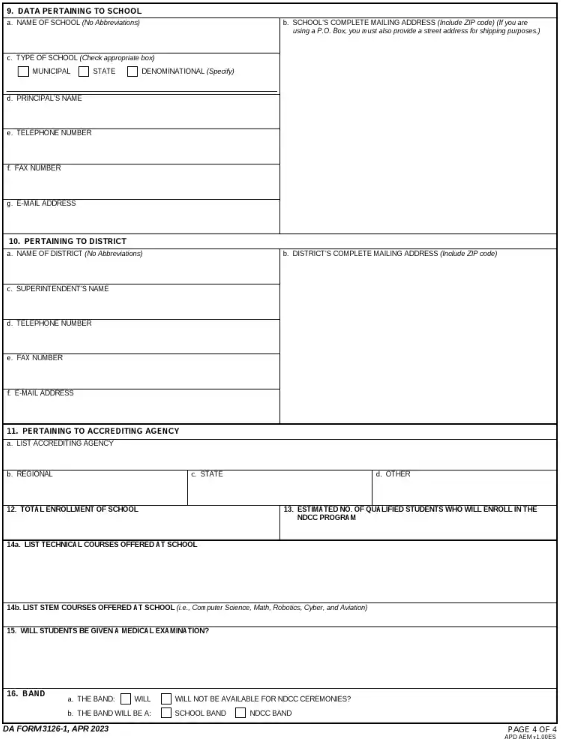 9. DATA PERTAINING TO SCHOOL
a. NAME OF SCHOOL (No Abbreviations)
b. SCHOOL'S COMPLETE MAILING ADDRESS (Include ZIP code) (If you are
using a P.O. Box, you must also provide a street address for shipping purposes.)
c. TYPE OF SCHOOL (Check appropriate box)
MUNICIPAL STATE DENOMINATIONAL (Specify)
d. PRINCIPAL'S NAME
e. TELEPHONE NUMBER
f. FAX NUMBER
g. E-MAIL ADDRESS
10. PERTAINING TO DISTRICT
a. NAME OF DISTRICT (No Abbreviations)
b. DISTRICT'S COMPLETE MAILING ADDRESS (Include ZIP code)
c. SUPERINTENDENT'S NAME
d. TELEPHONE NUMBER
e. FAX NUMBER
f. E-MAIL ADDRESS
11. PERTAINING TO ACCREDITING AGENCY
a. LIST ACCREDITING AGENCY
b. REGIONAL
c. STATE
d. OTHER
12. TOTAL ENROLLMENT OF SCHOOL
13. ESTIMATED NO. OF QUALIFIED STUDENTS WHO WILL ENROLL IN THE
NDCC PROGRAM
14a. LIST TECHNICAL COURSES OFFERED AT SCHOOL
14b. LIST STEM COURSES OFFERED AT SCHOOL (i.e., Computer Science, Math, Robotics, Cyber, and Aviation)
15. WILL STUDENTS BE GIVEN A MEDICAL EXAMINATION?
16. BAND
a. THE BAND: WILL WILL NOT BE AVAILABLE FOR NDCC CEREMONIES?
b. THE BAND WILL BE A: SCHOOL BAND NDCC BAND
DA FORM 3126-1, APR 2023
PAGE 4 OF 4
APD AEM v1.00ES